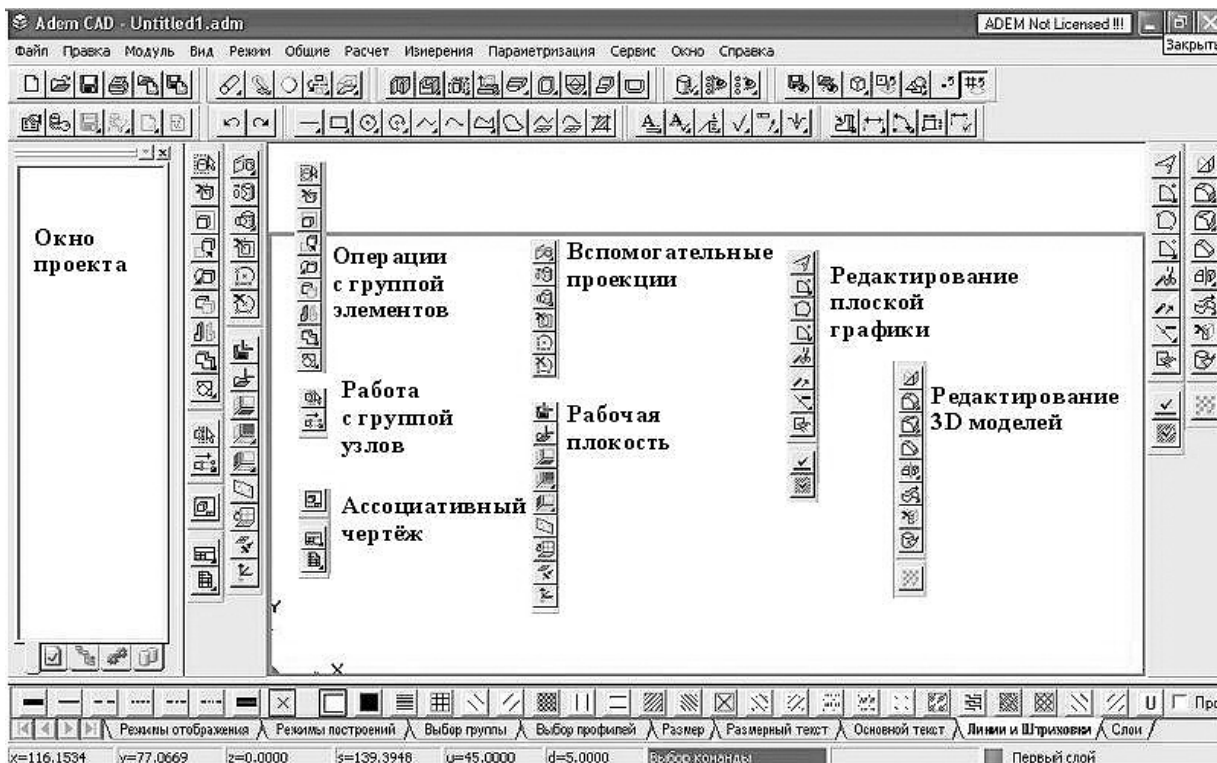 Adem CAD - Untitled1.adm
ADEM Not Licensed !!!
Закрыть
Файл Правка Модуль Вид Режим Общие Расчет Измерения Параметризация Сервис Окно Справка
Окно
проекта
Операции
с группой
элементов
Вспомогательные
проекции
Редактирование
плоской
графики
Работа
с группой
узлов
Рабочая
плокость
Редактирование
3D моделей
Ассоциативный
чертёж
Y
X
U
Про
Режимы отображения Режимы построений Выбор группы Выбор профилей Размер Размерный текст Основной текст Линии и Штриховки Слои
x=116.1534 y=77.0669 z=0.0000 s=139.3948 u=45.0000 d=5.0000 Выбор команды Первый слой